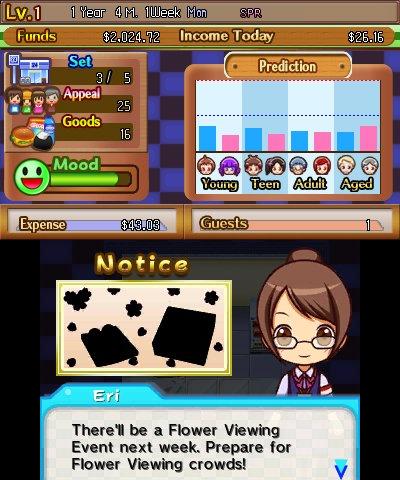 Lv.1 1 Year 4 M. 1Week Mon SPR
Funds $2,024.72 Income Today $26.16
Set
3 / 5
Appeal
25
Goods
16
Mood
Prediction
Young Teen Adult Aged
Expense $49.09 Guests 1
Notice
Eri
There'll be a Flower Viewing
Event next week. Prepare for
Flower Viewing crowds!